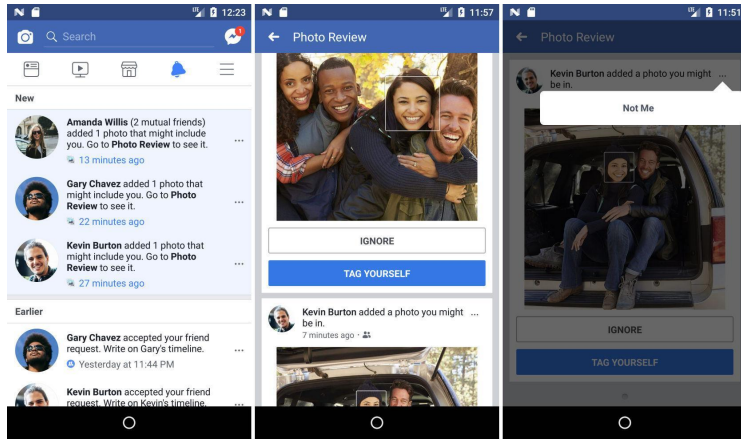 12:23
Search
1
New
Amanda Willis (2 mutual friends)
added 1 photo that might include
you. Go to Photo Review to see it.
13 minutes ago
Gary Chavez added 1 photo that
might include you. Go to Photo
Review to see it.
22 minutes ago
Kevin Burton added 1 photo that
might include you. Go to Photo
Review to see it.
27 minutes ago
Earlier
Gary Chavez accepted your friend
request. Write on Gary's timeline.
Yesterday at 11:44 PM
Kevin Burton accepted your friend
request. Write on Kevin's timeline.
11:57
Photo Review
IGNORE
TAG YOURSELF
Kevin Burton added a photo you might ...
be in.
7 minutes ago ·
11:51
Photo Review
Kevin Burton added a photo you might ...
be in.
Not Me
IGNORE
TAG YOURSELF